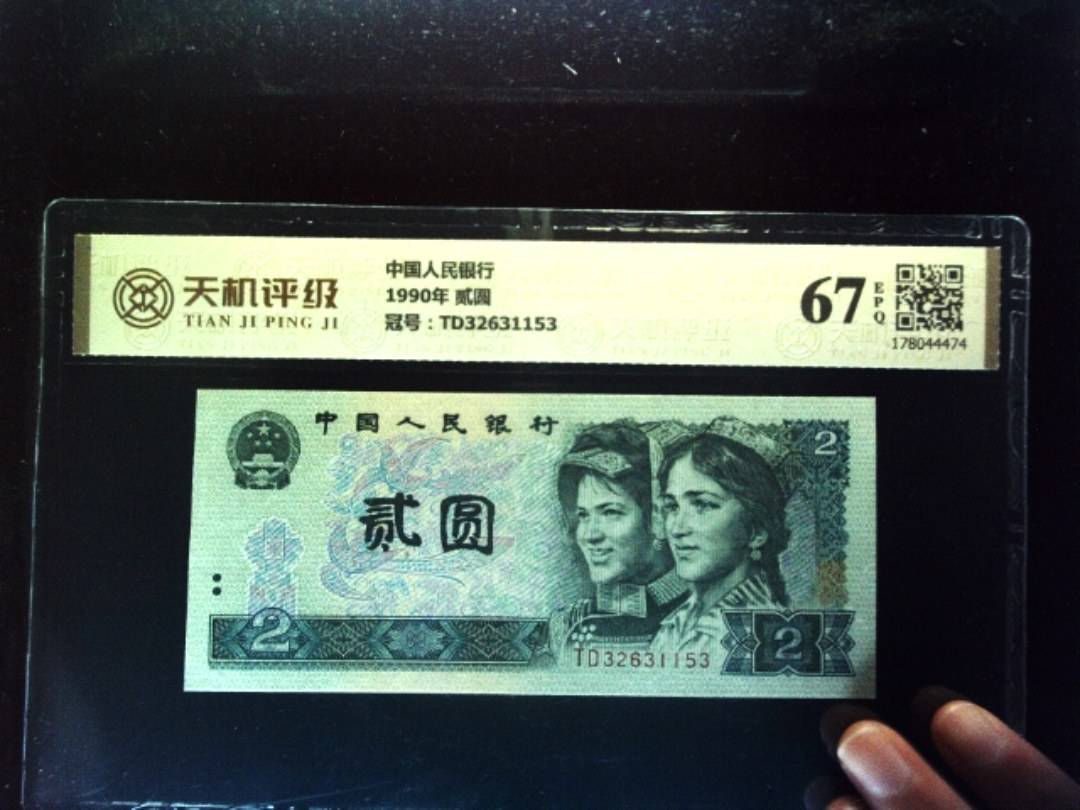 天机评级
TIAN JI PING JI
中国人民银行
1990年 贰圆
冠号：TD32631153
67
EPQ
178044474
中国人民银行
2
贰圆
2
2
TD32631153